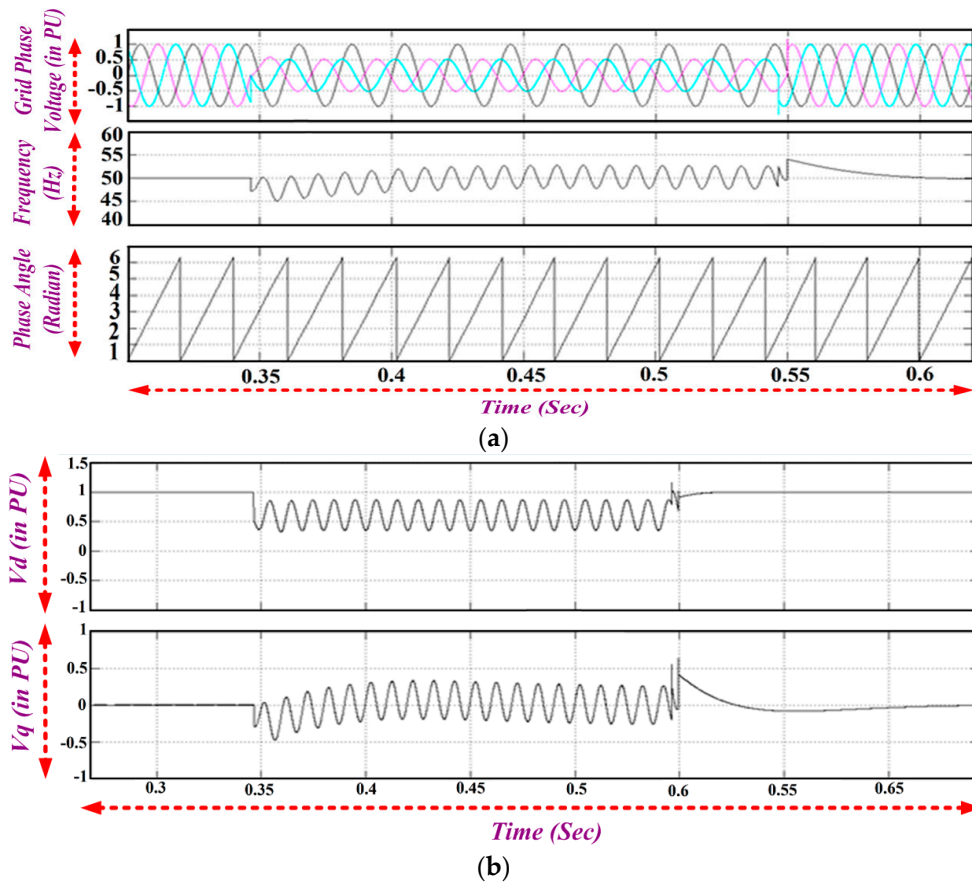 Grid Phase
Voltage (in PU)
1
0.5
0
-0.5
-1
Frequency
(Hz)
60
55
50
45
40
Phase Angle
(Radian)
6
5
4
3
2
1
0.35 0.4 0.45 0.5 0.55 0.6
Time (Sec)
(a)
Vd (in PU)
1.5
1
0.5
0
-0.5
-1
Vq (in PU)
1
0.5
0
-0.5
-1
0.3 0.35 0.4 0.45 0.5 0.6 0.55 0.65
Time (Sec)
(b)